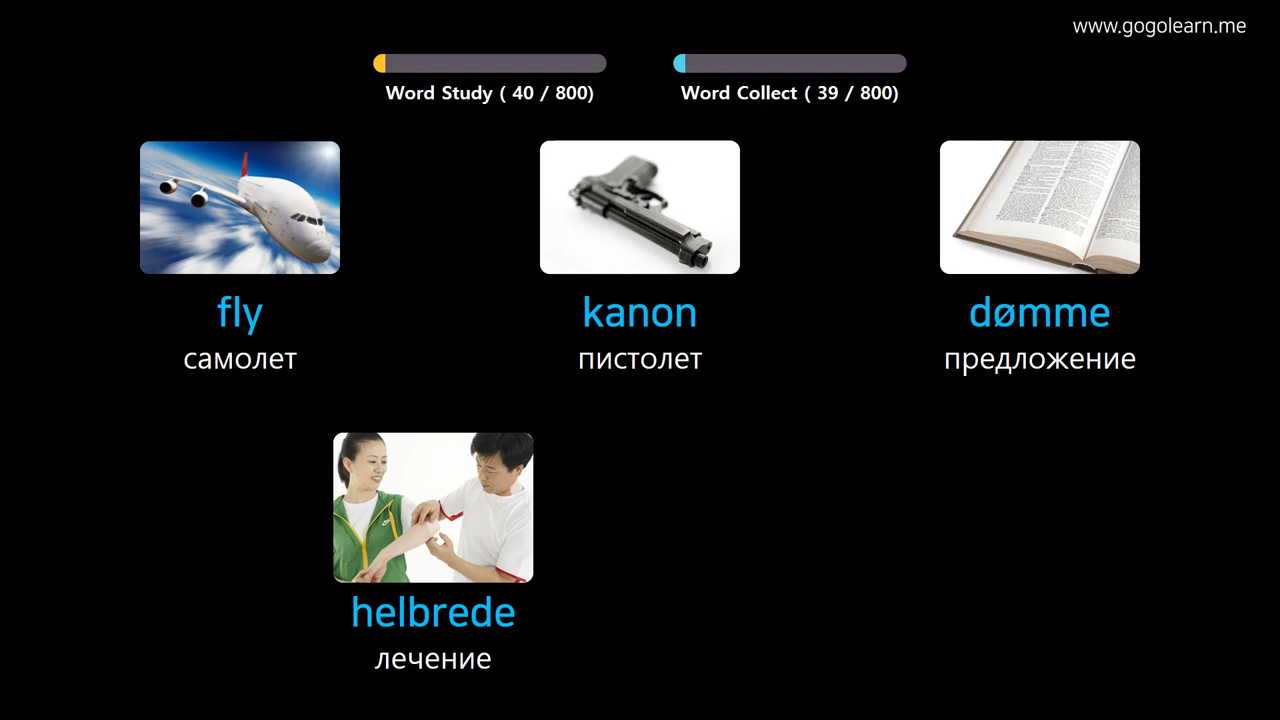 www.gogolearn.me
Word Study ( 40 / 800)
Word Collect ( 39 / 800)
fly
самолет
kanon
пистолет
dømme
предложение
helbrede
лечение